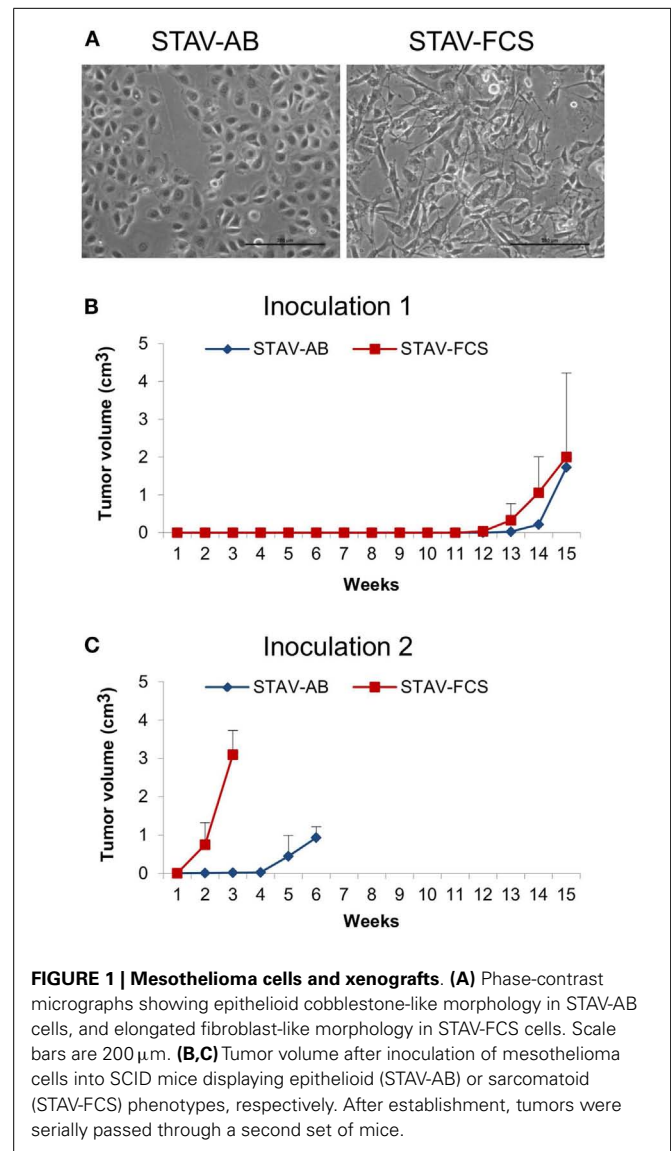 A
STAV-AB
STAV-FCS
B
Inoculation 1
STAV-AB
STAV-FCS
Tumor volume (cm³)
5
4
3
2
1
0
1 2 3 4 5 6 7 8 9 10 11 12 13 14 15
Weeks
C
Inoculation 2
STAV-AB
STAV-FCS
Tumor volume (cm³)
5
4
3
2
1
0
1 2 3 4 5 6 7 8 9 10 11 12 13 14 15
Weeks
FIGURE 1 | Mesothelioma cells and xenografts. (A) Phase-contrast
micrographs showing epithelioid cobblestone-like morphology in STAV-AB
cells, and elongated fibroblast-like morphology in STAV-FCS cells. Scale
bars are 200 μm. (B,C) Tumor volume after inoculation of mesothelioma
cells into SCID mice displaying epithelioid (STAV-AB) or sarcomatoid
(STAV-FCS) phenotypes, respectively. After establishment, tumors were
serially passed through a second set of mice.